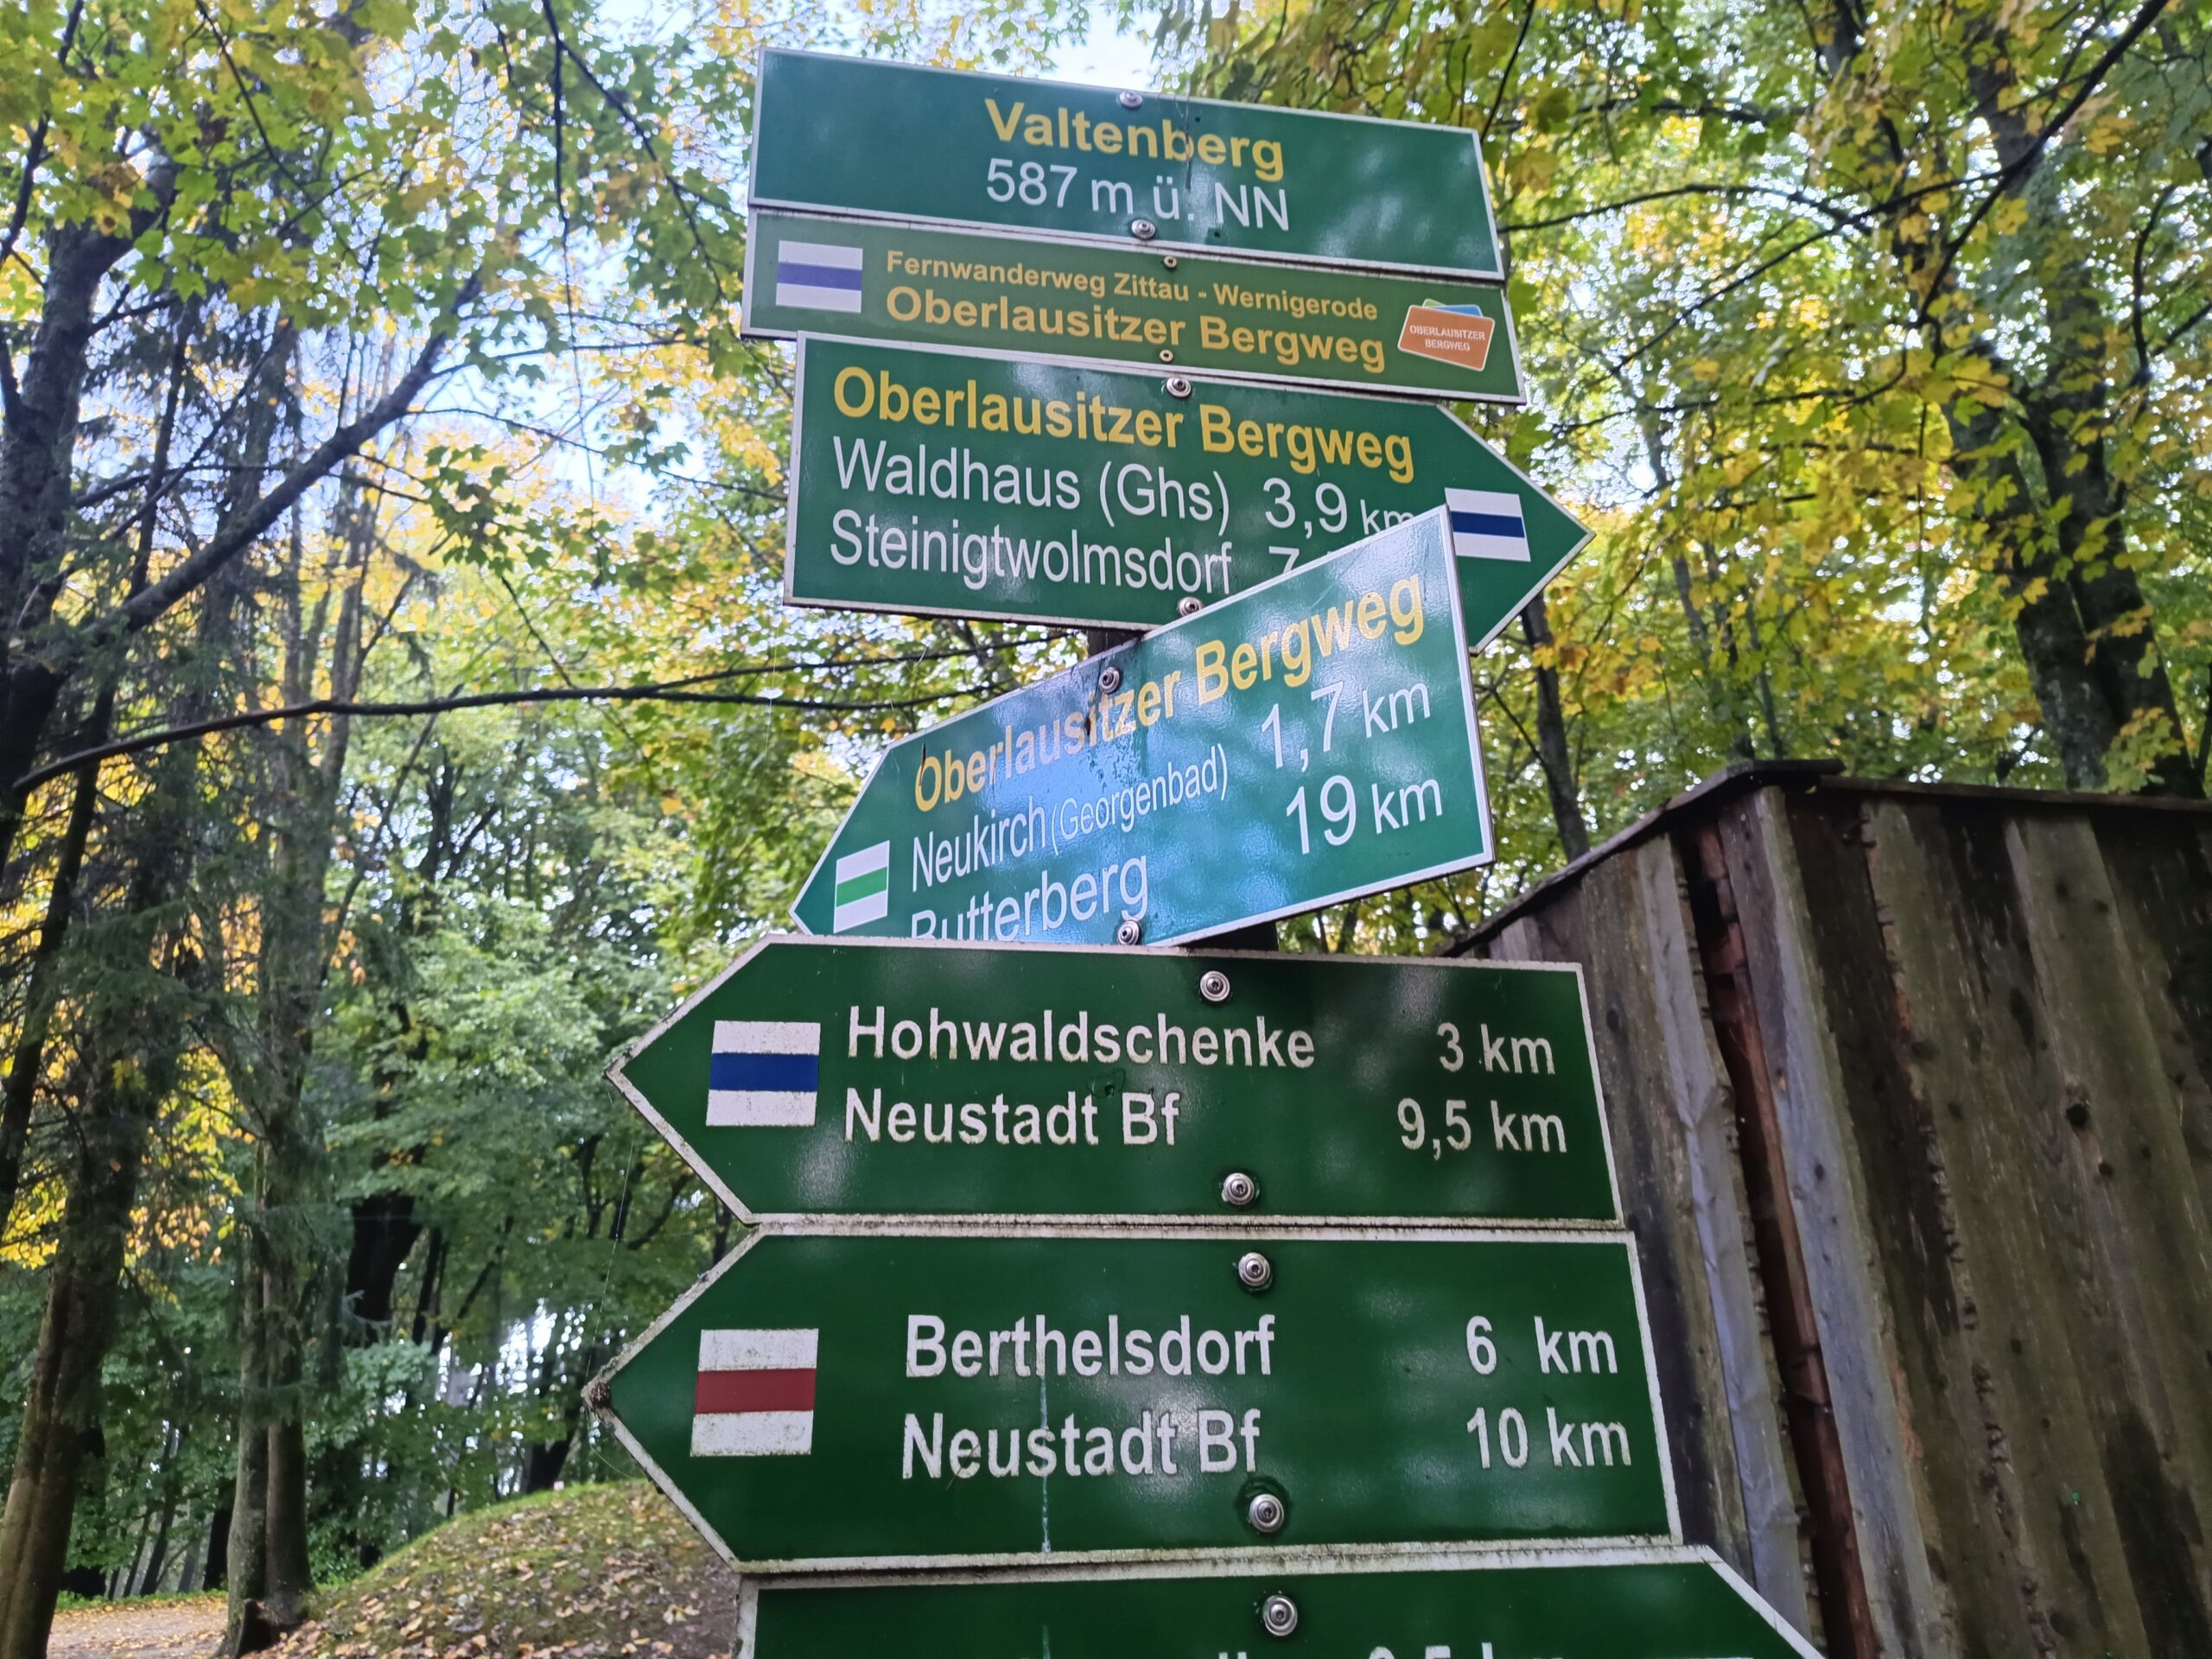 Valtenberg
587 m ü. NN
Fernwanderweg Zittau - Wernigerode
Oberlausitzer Bergweg
OBERLAUSITZER
BERGWEG
Oberlausitzer Bergweg
Waldhaus (Ghs) 3,9 km
Steinigtwolmsdorf
Oberlausitzer Bergweg
Neukirch (Georgenbad) 1,7 km
Butterberg 19 km
Hohwaldschenke 3 km
Neustadt Bf 9,5 km
Berthelsdorf 6 km
Neustadt Bf 10 km